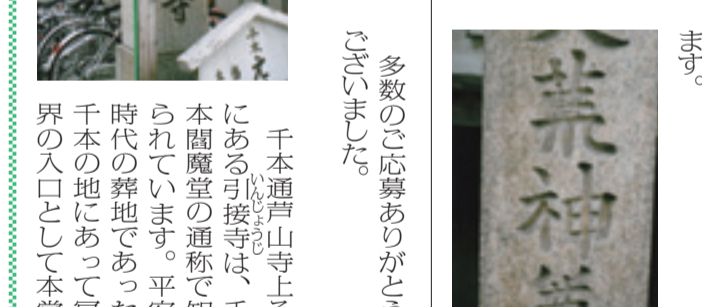 ます。
荒神
多数のご応募ありがと
ございました。
寺
千本通芦山寺上
にある引接寺は、
いんじょうじ
本閻魔堂の通称で
られています。平安
時代の葬地であった
千本の地にあって
界の入口として本堂